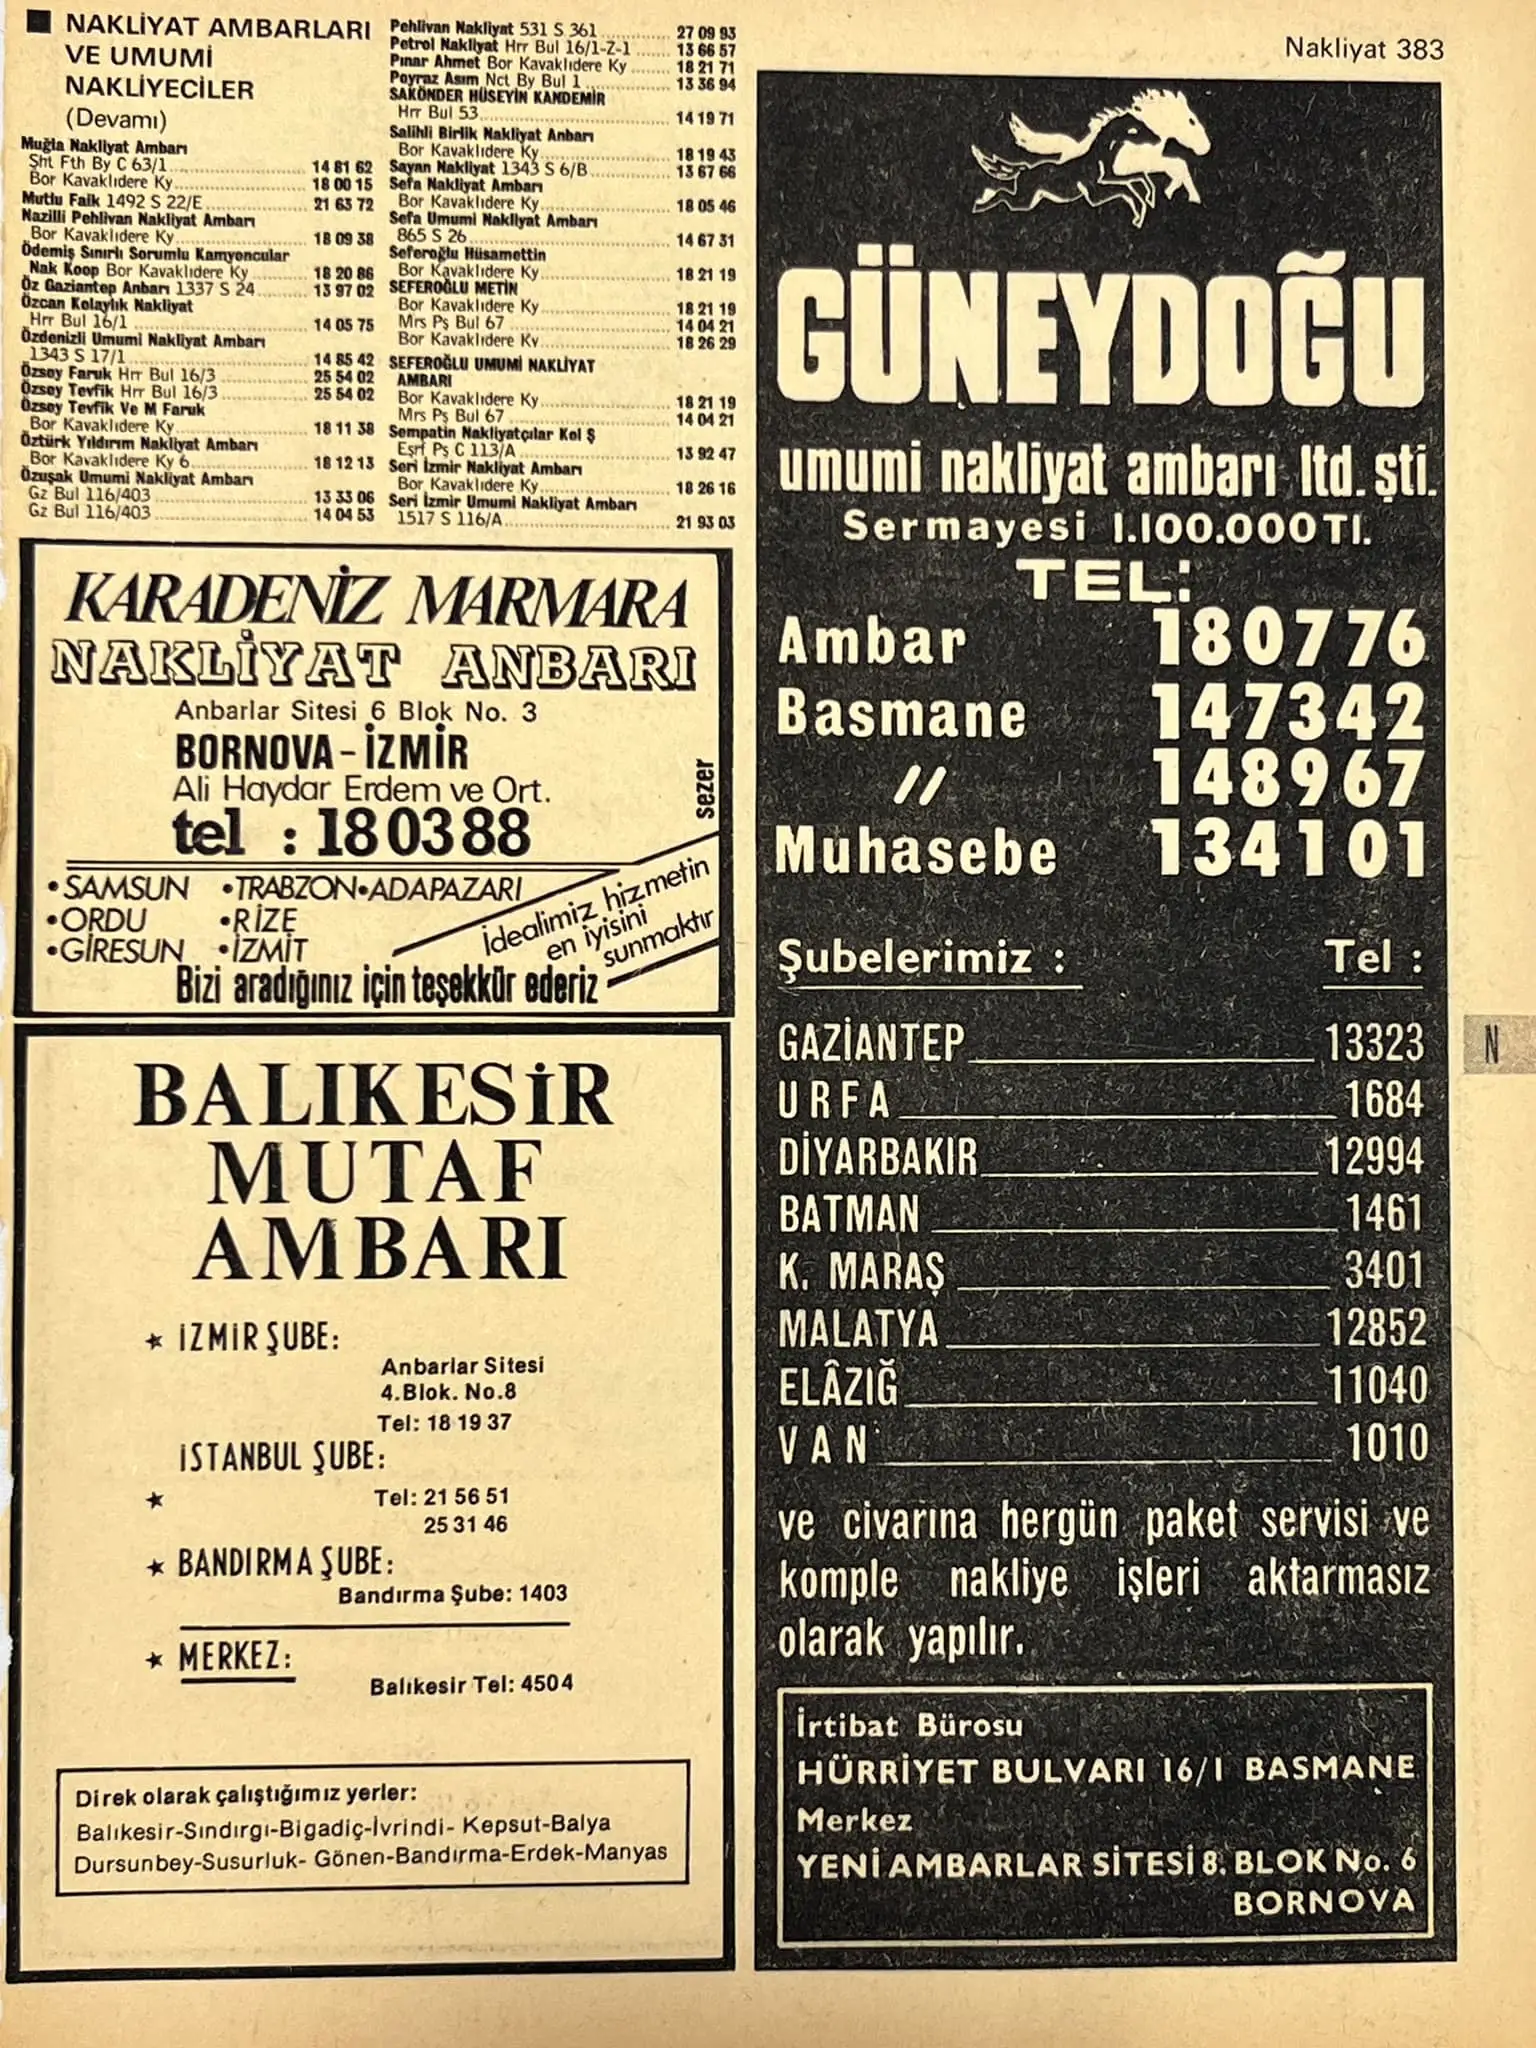 Nakliyat 383
■ NAKLİYAT AMBARLARI
VE UMUMİ
NAKLİYECİLER
(Devamı)
Muğla Nakliyat Ambarı
Şht Fth By C 63/1 14 81 62
Bor Kavaklıdere Ky 18 00 15
Mutlu Faik 1492 S 22/E 21 63 72
Nazilli Pehlivan Nakliyat Ambarı
Bor Kavaklıdere Ky 18 09 38
Ödemiş Sınırlı Sorumlu Kamyoncular
Nak Koop Bor Kavaklıdere Ky 18 20 86
Öz Gaziantep Anbarı 1337 S 24 13 97 02
Özcan Kolaylık Nakliyat
Hrr Bul 16/1 14 05 75
Özdenizli Umumi Nakliyat Ambarı
1343 S 17/1 14 85 42
Özsoy Faruk Hrr Bul 16/3 25 54 02
Özsoy Tevfik Hrr Bul 16/3 25 54 02
Özsoy Tevfik Ve M Faruk
Bor Kavaklıdere Ky 18 11 38
Öztürk Yıldırım Nakliyat Ambarı
Bor Kavaklıdere Ky 6 18 12 13
Özuşak Umumi Nakliyat Ambarı
Gz Bul 116/403 13 33 06
Gz Bul 116/403 14 04 53
Pehlivan Nakliyat 531 S 361 27 09 93
Petrol Nakliyat Hrr Bul 16/1-Z-1 13 66 57
Pınar Ahmet Bor Kavaklıdere Ky 18 21 71
Poyraz Asım Nct By Bul 1 13 36 94
SAKÖNDER HÜSEYİN KANDEMİR
Hrr Bul 53 14 19 71
Salihli Birlik Nakliyat Anbarı
Bor Kavaklıdere Ky 18 19 43
Sayan Nakliyat 1343 S 6/B 13 67 66
Sefa Nakliyat Ambarı
Bor Kavaklıdere Ky 18 05 46
Sefa Umumi Nakliyat Ambarı
865 S 26 14 67 31
Seferoğlu Hüsamettin
Bor Kavaklıdere Ky 18 21 19
SEFEROĞLU METİN
Bor Kavaklıdere Ky 18 21 19
Mrs Pş Bul 67 14 04 21
Bor Kavaklıdere Ky 18 26 29
SEFEROĞLU UMUMİ NAKLİYAT
AMBARI
Bor Kavaklıdere Ky 18 21 19
Mrs Pş Bul 67 14 04 21
Sempatin Nakliyatçılar Kol Ş
Eşrf Pş C 113/A 13 92 47
Seri İzmir Nakliyat Ambarı
Bor Kavaklıdere Ky 18 26 16
Seri İzmir Umumi Nakliyat Ambarı
1517 S 116/A 21 93 03
KARADENİZ MARMARA
NAKLİYAT ANBARI
Anbarlar Sitesi 6 Blok No. 3
BORNOVA - İZMİR
Ali Haydar Erdem ve Ort.
tel : 18 03 88
sezer
• SAMSUN • TRABZON • ADAPAZARI
• ORDU • RİZE
• GİRESUN • İZMİT
İdealimiz hizmetin
en iyisini
sunmaktır
Bizi aradığınız için teşekkür ederiz
BALIKESİR
MUTAF
AMBARI
★ İZMİR ŞUBE:
Anbarlar Sitesi
4.Blok. No.8
Tel: 18 19 37
İSTANBUL ŞUBE:
★ Tel: 21 56 51
25 31 46
★ BANDIRMA ŞUBE:
Bandırma Şube: 1403
★ MERKEZ:
Balıkesir Tel: 4504
Direk olarak çalıştığımız yerler:
Balıkesir-Sındırgı-Bigadiç-İvrindi- Kepsut-Balya
Dursunbey-Susurluk- Gönen-Bandırma-Erdek-Manyas
GÜNEYDOĞU
umumi nakliyat ambarı ltd. şti.
Sermayesi 1.100.000 Tl.
TEL:
Ambar 180776
Basmane 147342
" 148967
Muhasebe 134101
Şubelerimiz : Tel :
GAZİANTEP 13323
URFA 1684
DİYARBAKIR 12994
BATMAN 1461
K. MARAŞ 3401
MALATYA 12852
ELÂZIĞ 11040
VAN 1010
ve civarına hergün paket servisi ve
komple nakliye işleri aktarmasız
olarak yapılır.
İrtibat Bürosu
HÜRRİYET BULVARI 16/1 BASMANE
Merkez
YENİ AMBARLAR SİTESİ 8. BLOK No. 6
BORNOVA
N